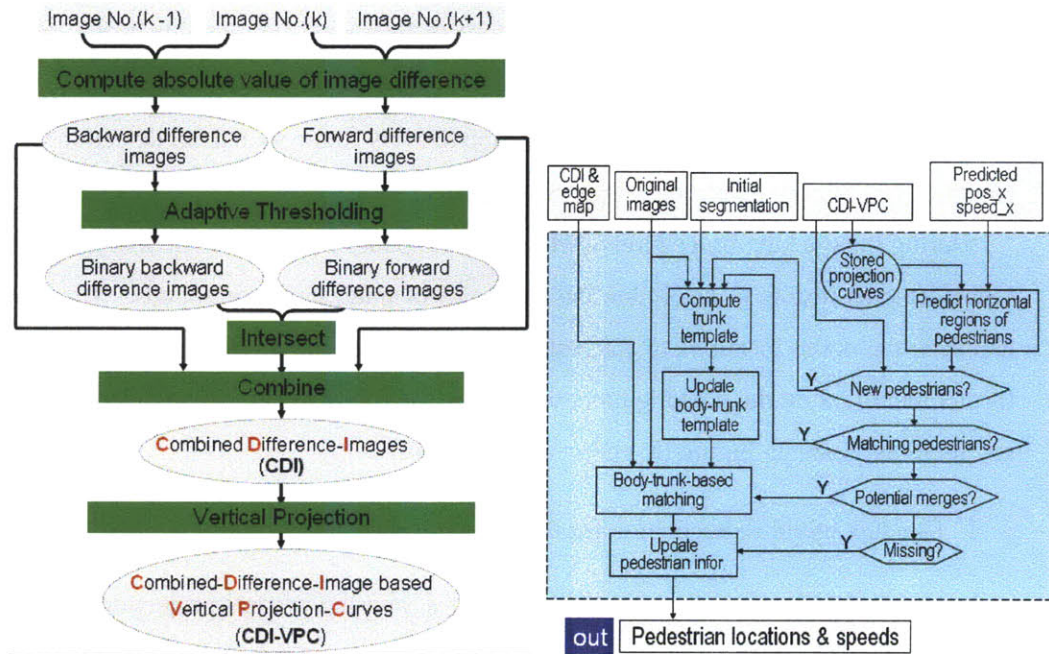 Image No.(k -1)
Image No.(k)
Image No.(k+1)
Compute absolute value of image difference
Backward difference
images
Forward difference
images
Adaptive Thresholding
Binary backward
difference images
Binary forward
difference images
Intersect
Combine
Combined Difference-Images
(CDI)
Vertical Projection
Combined-Difference-Image based
Vertical Projection-Curves
(CDI-VPC)
CDI &
edge
map
Original
images
Initial
segmentation
CDI-VPC
Predicted
pos_x
speed_x
Stored
projection
curves
Compute
trunk
template
Predict horizontal
regions of
pedestrians
Update
body-trunk
template
Y
New pedestrians?
Y
Matching pedestrians?
Body-trunk-based
matching
Y
Potential merges?
Update
pedestrian infor.
Y
Missing?
out
Pedestrian locations & speeds